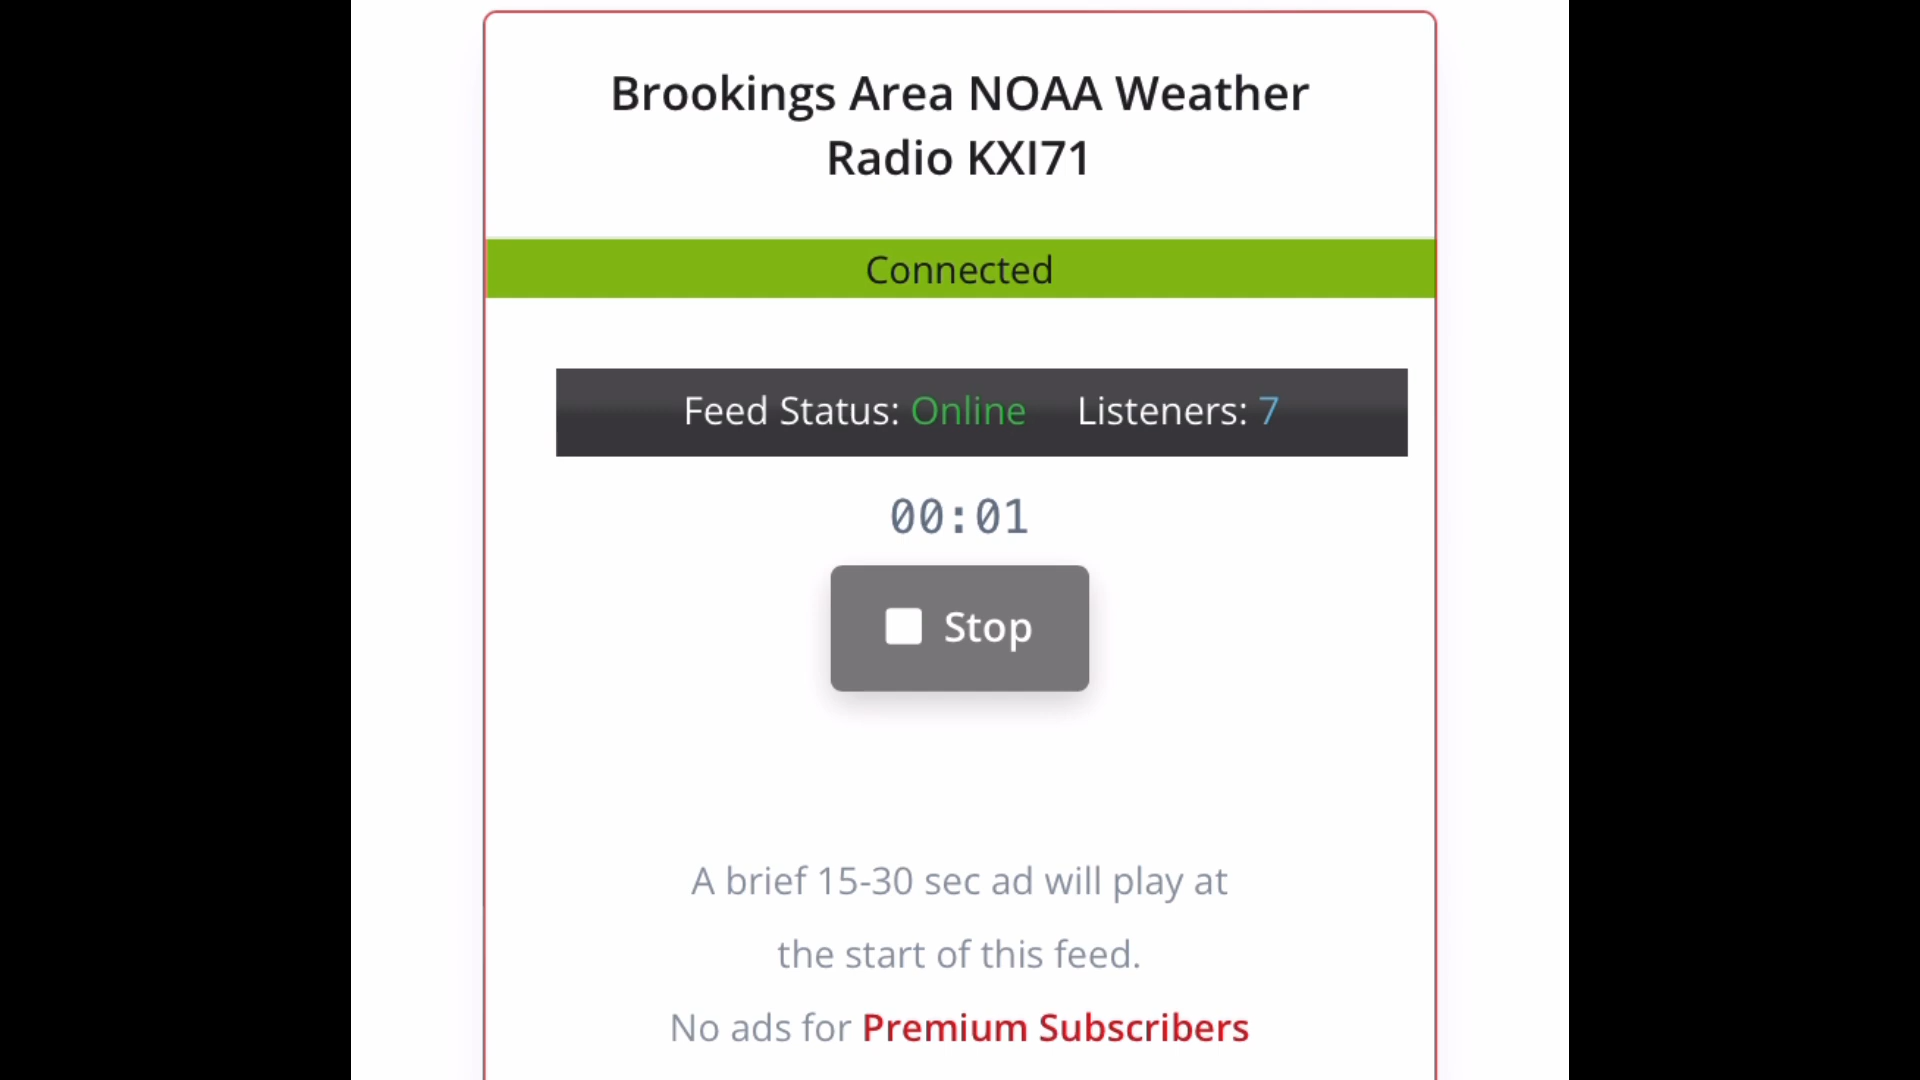 Brookings Area NOAA Weather
Radio KXI71
Connected
Feed Status: Online Listeners: 7
00:01
Stop
A brief 15-30 sec ad will play at
the start of this feed.
No ads for Premium Subscribers